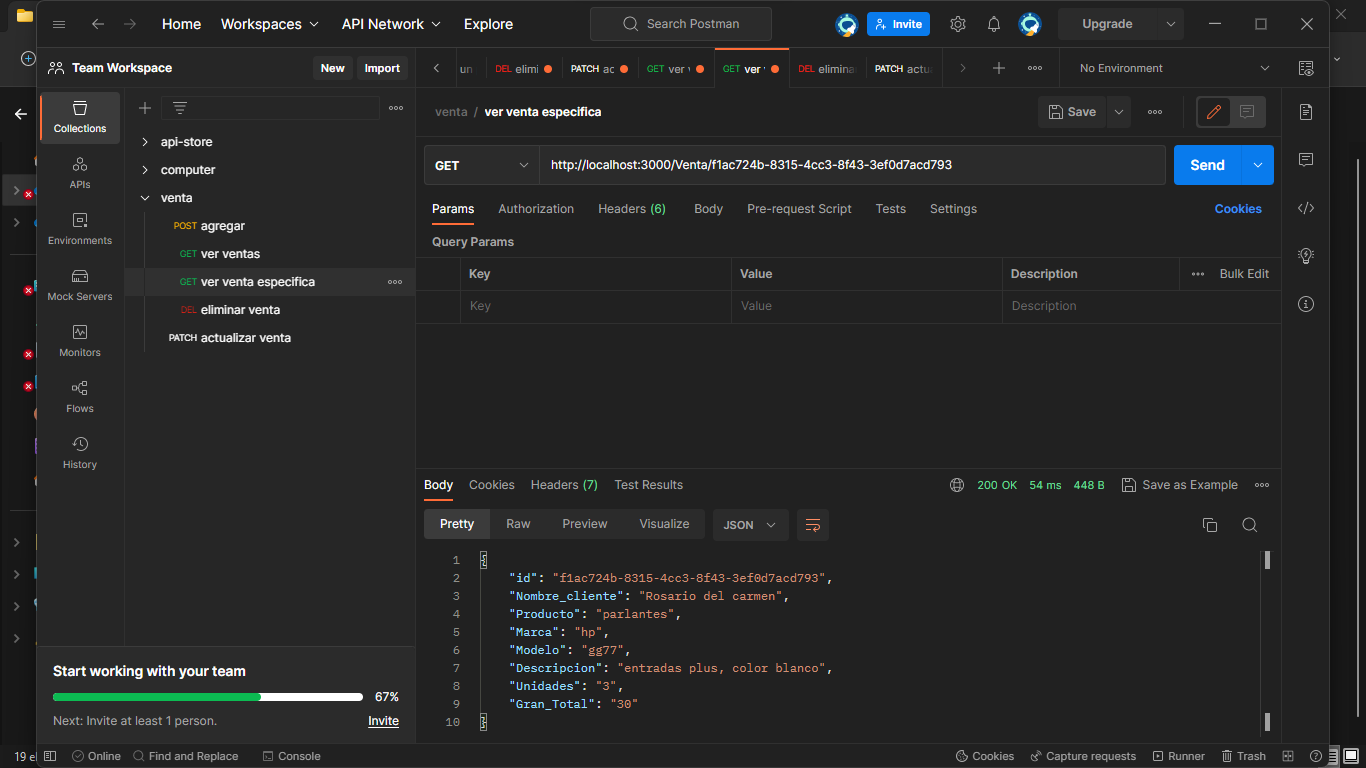 Home Workspaces API Network Explore Search Postman Invite Upgrade
Team Workspace New Import
DEL elimi PATCH ac GET ver GET ver DEL elimina PATCH actu No Environment
venta / ver venta especifica Save
Collections
APIs
Environments
Mock Servers
Monitors
Flows
History
api-store
computer
venta
POST agregar
GET ver ventas
GET ver venta especifica
DEL eliminar venta
PATCH actualizar venta
GET http://localhost:3000/Venta/f1ac724b-8315-4cc3-8f43-3ef0d7acd793 Send
Params Authorization Headers (6) Body Pre-request Script Tests Settings Cookies
Query Params
Key Value Description Bulk Edit
Key Value Description
Body Cookies Headers (7) Test Results 200 OK 54 ms 448 B Save as Example
Pretty Raw Preview Visualize JSON
1 {
2 "id": "f1ac724b-8315-4cc3-8f43-3ef0d7acd793",
3 "Nombre_cliente": "Rosario del carmen",
4 "Producto": "parlantes",
5 "Marca": "hp",
6 "Modelo": "gg77",
7 "Descripcion": "entradas plus, color blanco",
8 "Unidades": "3",
9 "Gran_Total": "30"
10 }
Start working with your team
67%
Next: Invite at least 1 person. Invite
19 el Online Find and Replace Console Cookies Capture requests Runner Trash